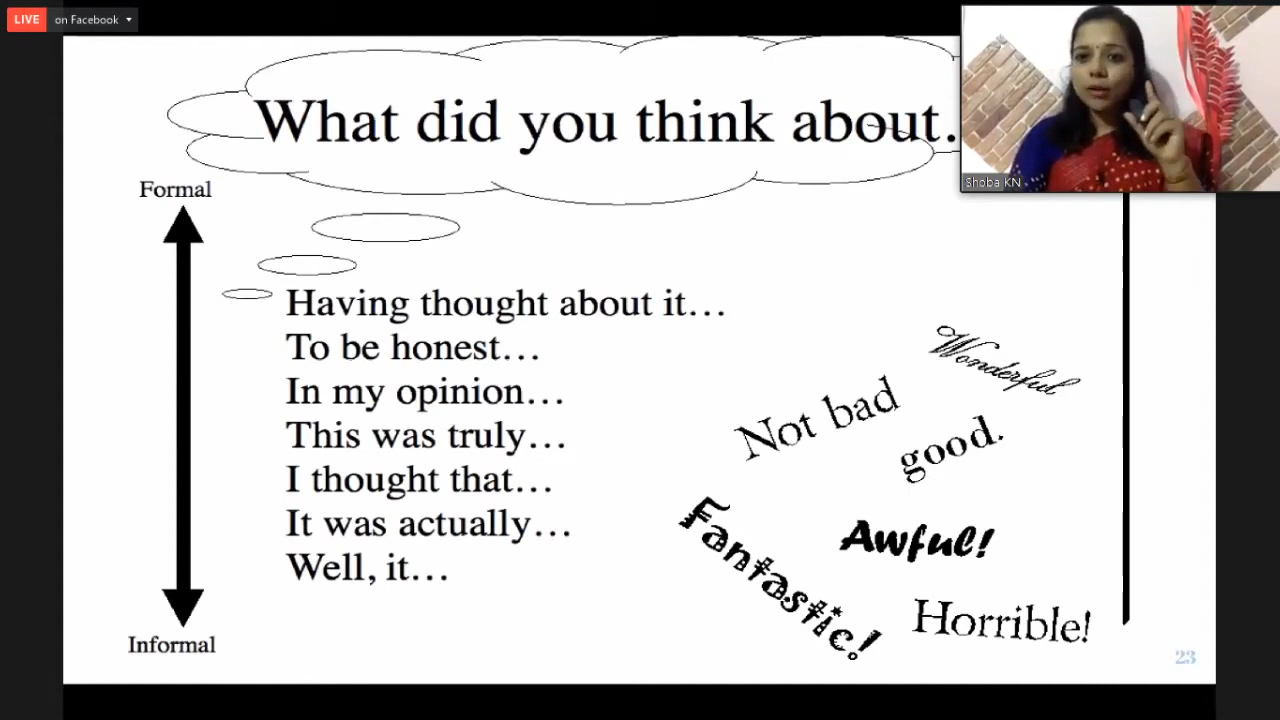 LIVE on Facebook
What did you think about.
Shoba KN
Formal
Having thought about it…
To be honest…
In my opinion…
This was truly…
I thought that…
It was actually…
Well, it…
Informal
Wonderful
Not bad
good.
Fantastic!
Awful!
Horrible!
23